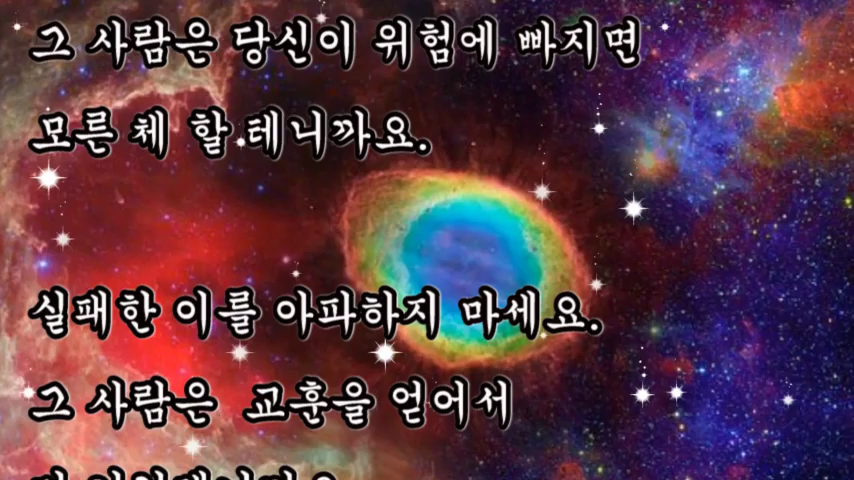 그 사람은 당신이 위험에 빠지면
모른 체 할 테니까요.
실패한 이를 아파하지 마세요.
그 사람은 교훈을 얻어서